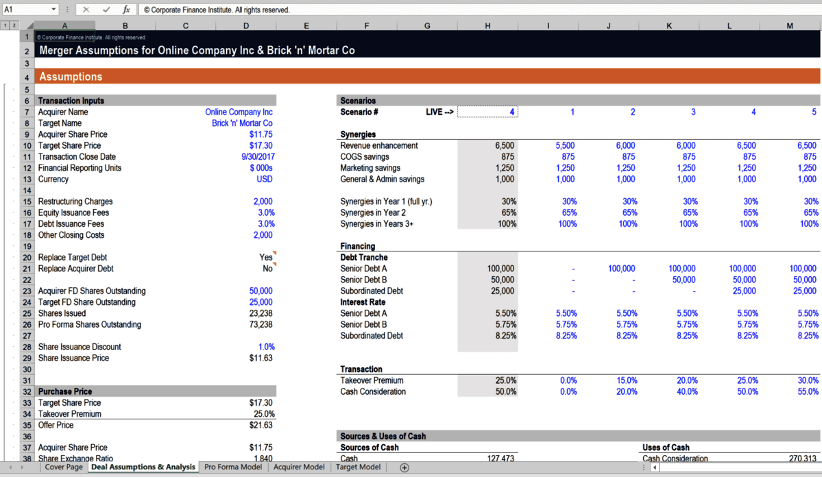 A1 fx © Corporate Finance Institute. All rights reserved.
1 2 A B C D E F G H I J K L M
1 © Corporate Finance Institute. All rights reserved.
2 Merger Assumptions for Online Company Inc & Brick 'n' Mortar Co
3
4 Assumptions
5
6 Transaction Inputs Scenarios
7 Acquirer Name Online Company Inc Scenario # LIVE --> 4 1 2 3 4 5
8 Target Name Brick 'n' Mortar Co
9 Acquirer Share Price $11.75 Synergies
10 Target Share Price $17.30 Revenue enhancement 6,500 5,500 6,000 6,000 6,500 6,500
11 Transaction Close Date 9/30/2017 COGS savings 875 875 875 875 875 875
12 Financial Reporting Units $ 000s Marketing savings 1,250 1,250 1,250 1,250 1,250 1,250
13 Currency USD General & Admin savings 1,000 1,000 1,000 1,000 1,000 1,000
14
15 Restructuring Charges 2,000 Synergies in Year 1 (full yr.) 30% 30% 30% 30% 30% 30%
16 Equity Issuance Fees 3.0% Synergies in Year 2 65% 65% 65% 65% 65% 65%
17 Debt Issuance Fees 3.0% Synergies in Years 3+ 100% 100% 100% 100% 100% 100%
18 Other Closing Costs 2,000
19 Financing
20 Replace Target Debt Yes Debt Tranche
21 Replace Acquirer Debt No Senior Debt A 100,000 - 100,000 100,000 100,000 100,000
22 Senior Debt B 50,000 - - 50,000 50,000 50,000
23 Acquirer FD Shares Outstanding 50,000 Subordinated Debt 25,000 - - - 25,000 25,000
24 Target FD Share Outstanding 25,000 Interest Rate
25 Shares Issued 23,238 Senior Debt A 5.50% 5.50% 5.50% 5.50% 5.50% 5.50%
26 Pro Forma Shares Outstanding 73,238 Senior Debt B 5.75% 5.75% 5.75% 5.75% 5.75% 5.75%
27 Subordinated Debt 8.25% 8.25% 8.25% 8.25% 8.25% 8.25%
28 Share Issuance Discount 1.0%
29 Share Issuance Price $11.63
30 Transaction
31 Takeover Premium 25.0% 0.0% 15.0% 20.0% 25.0% 30.0%
32 Purchase Price Cash Consideration 50.0% 0.0% 20.0% 40.0% 50.0% 55.0%
33 Target Share Price $17.30
34 Takeover Premium 25.0%
35 Offer Price $21.63
36 Sources & Uses of Cash
37 Acquirer Share Price $11.75 Sources of Cash Uses of Cash
38 Share Exchange Ratio 1.840 Cash 127,473 Cash Consideration 270,313
Cover Page Deal Assumptions & Analysis Pro Forma Model Acquirer Model Target Model